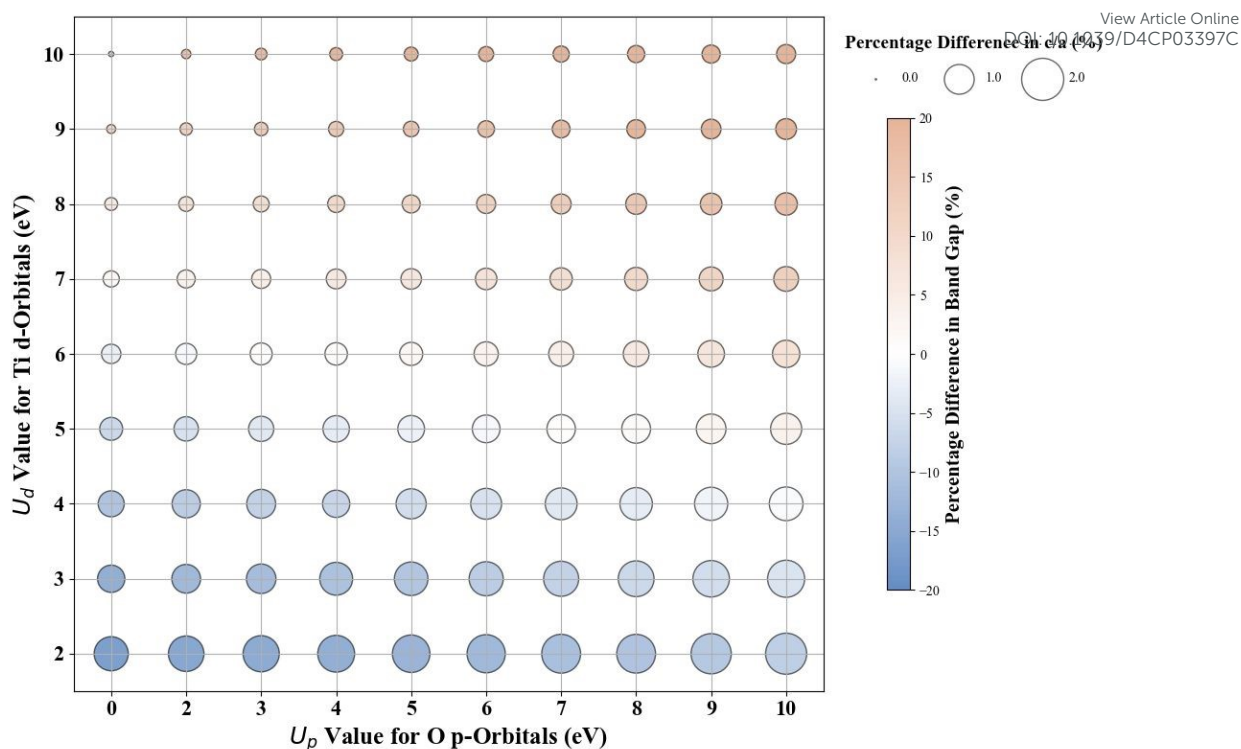 View Article Online
DOI: 10.1039/D4CP03397C
Percentage Difference in c/a (%)
0.0 1.0 2.0
10
9
8
7
6
5
4
3
2
U_d Value for Ti d-Orbitals (eV)
0 2 3 4 5 6 7 8 9 10
U_p Value for O p-Orbitals (eV)
20
15
10
5
0
−5
−10
−15
−20
Percentage Difference in Band Gap (%)